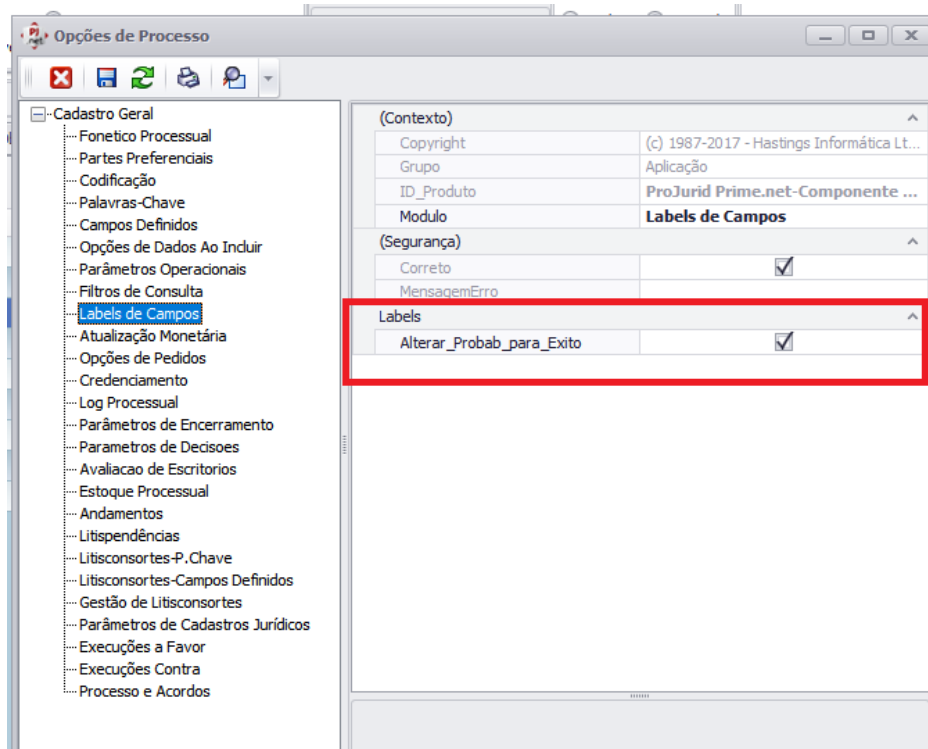 Opções de Processo
Cadastro Geral
Fonetico Processual
Partes Preferenciais
Codificação
Palavras-Chave
Campos Definidos
Opções de Dados Ao Incluir
Parâmetros Operacionais
Filtros de Consulta
Labels de Campos
Atualização Monetária
Opções de Pedidos
Credenciamento
Log Processual
Parâmetros de Encerramento
Parametros de Decisoes
Avaliacao de Escritorios
Estoque Processual
Andamentos
Litispendências
Litisconsortes-P.Chave
Litisconsortes-Campos Definidos
Gestão de Litisconsortes
Parâmetros de Cadastros Jurídicos
Execuções a Favor
Execuções Contra
Processo e Acordos
(Contexto)
Copyright (c) 1987-2017 - Hastings Informática Lt...
Grupo Aplicação
ID_Produto ProJurid Prime.net-Componente ...
Modulo Labels de Campos
(Segurança)
Correto
MensagemErro
Labels
Alterar_Probab_para_Exito